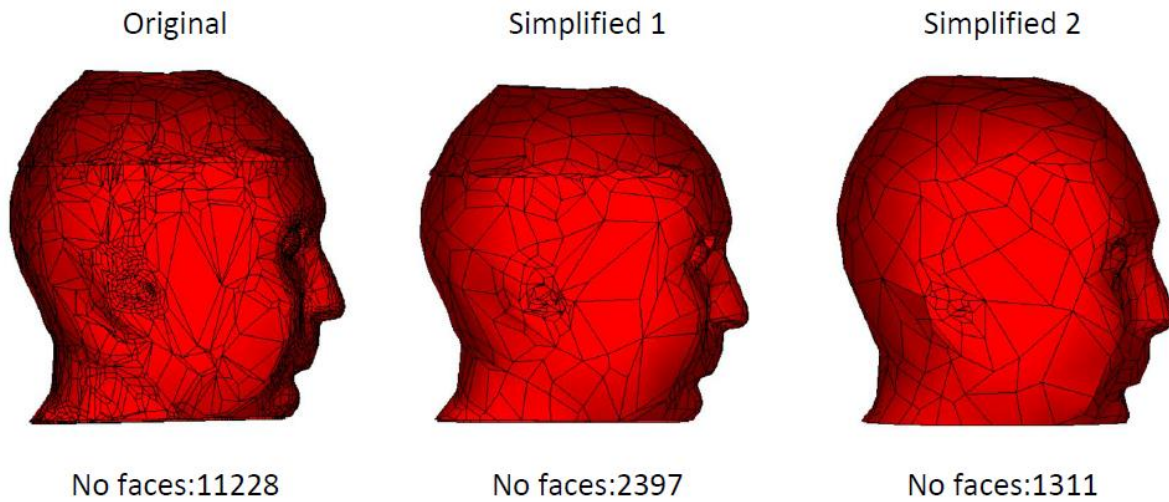 Original
Simplified 1
Simplified 2
No faces:11228
No faces:2397
No faces:1311